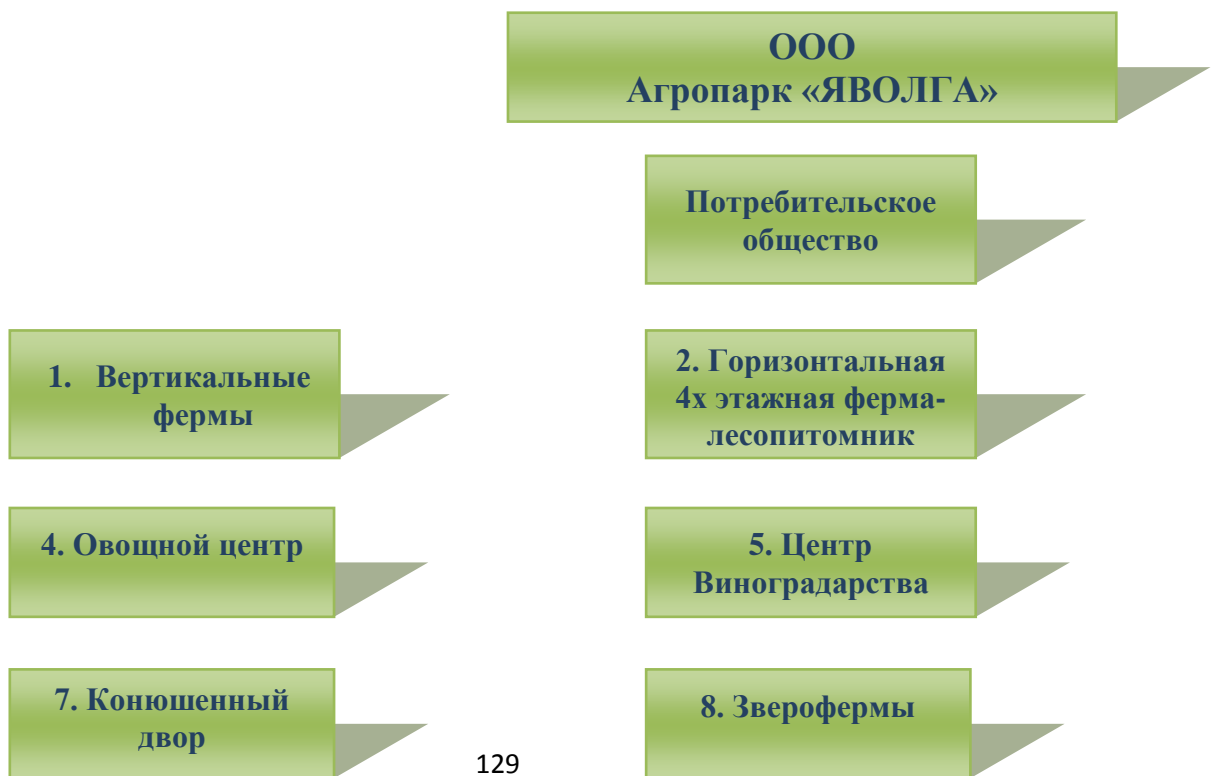 ООО
Агропарк «ЯВОЛГА»
Потребительское
общество
1. Вертикальные
фермы
2. Горизонтальная
4х этажная ферма-
лесопитомник
4. Овощной центр
5. Центр
Виноградарства
7. Конюшенный
двор
8. Зверофермы
129